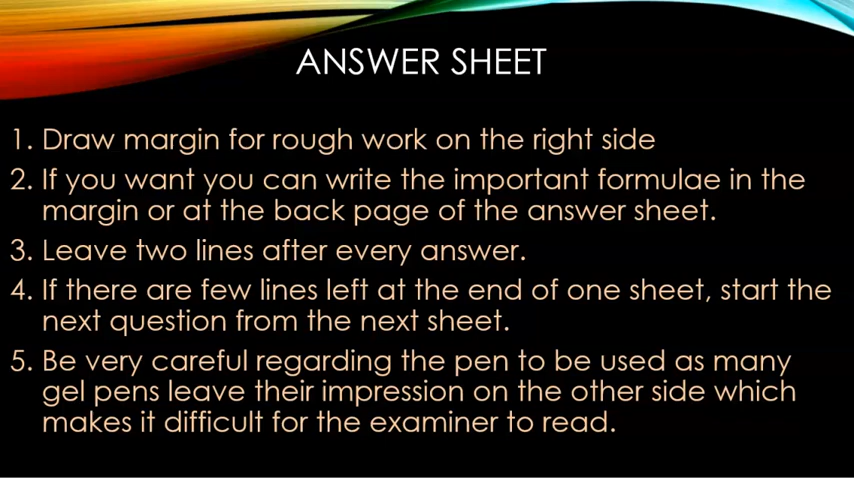 ANSWER SHEET
1. Draw margin for rough work on the right side
2. If you want you can write the important formulae in the
margin or at the back page of the answer sheet.
3. Leave two lines after every answer.
4. If there are few lines left at the end of one sheet, start the
next question from the next sheet.
5. Be very careful regarding the pen to be used as many
gel pens leave their impression on the other side which
makes it difficult for the examiner to read.